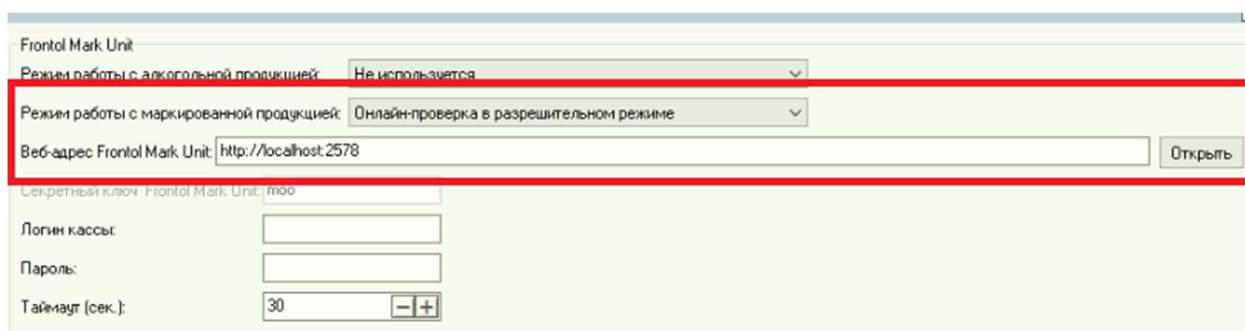 Frontol Mark Unit
Режим работы с алкогольной продукцией: Не используется
Режим работы с маркированной продукцией: Онлайн-проверка в разрешительном режиме
Веб-адрес Frontol Mark Unit: http://localhost:2578 Открыть
Секретный ключ Frontol Mark Unit: moo
Логин кассы:
Пароль:
Таймаут (сек.): 30 − +